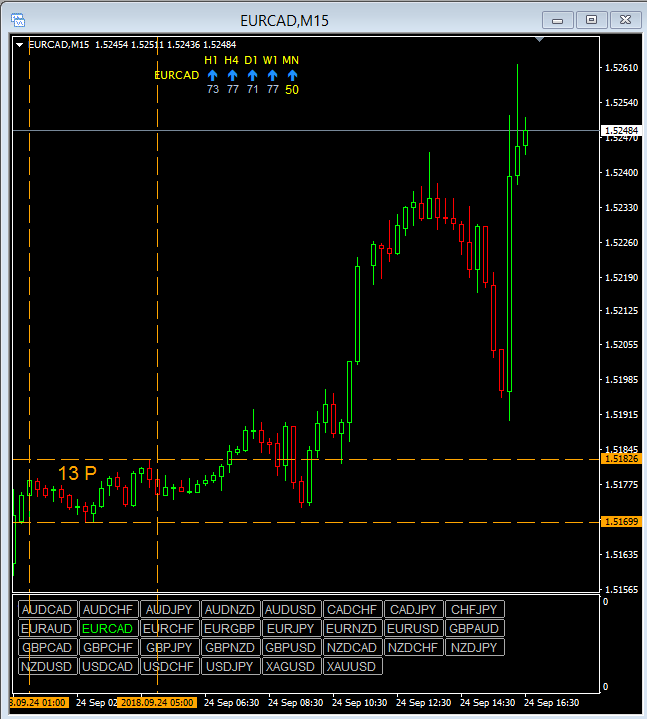 EURCAD,M15
EURCAD,M15 1.52454 1.52511 1.52436 1.52484
H1 H4 D1 W1 MN
EURCAD
73 77 71 77 50
1.52610
1.52540
1.52484
1.52470
1.52400
1.52330
1.52260
1.52190
1.52125
1.52055
1.51985
1.51915
1.51845
1.51826
13 P
1.51775
1.51699
1.51635
1.51565
AUDCAD AUDCHF AUDJPY AUDNZD AUDUSD CADCHF CADJPY CHFJPY
EURAUD EURCAD EURCHF EURGBP EURJPY EURNZD EURUSD GBPAUD
GBPCAD GBPCHF GBPJPY GBPNZD GBPUSD NZDCAD NZDCHF NZDJPY
NZDUSD USDCAD USDCHF USDJPY XAGUSD XAUUSD
0
0
8.09.24 01:00 24 Sep 02 2018.09.24 05:00 24 Sep 06:30 24 Sep 08:30 24 Sep 10:30 24 Sep 12:30 24 Sep 14:30 24 Sep 16:30